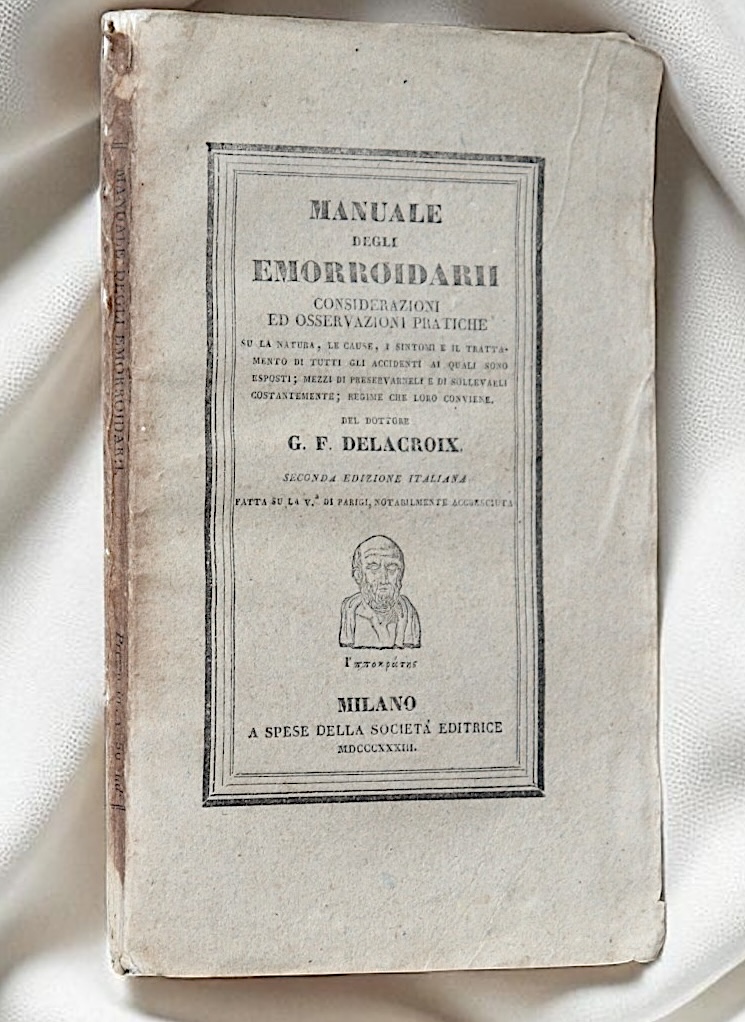 MANUALE
DEGLI
EMORROIDARII
CONSIDERAZIONI
ED OSSERVAZIONI PRATICHE
SU LA NATURA, LE CAUSE, I SINTOMI E IL TRATTA-
MENTO DI TUTTI GLI ACCIDENTI AI QUALI SONO
ESPOSTI; MEZZI DI PRESERVARNELI E DI SOLLEVARLI
COSTANTEMENTE; REGIME CHE LORO CONVIENE.
DEL DOTTORE
G. F. DELACROIX.
SECONDA EDIZIONE ITALIANA
FATTA SU LA V.ª DI PARIGI, NOTABILMENTE ACCRESCIUTA
Ἱπποκράτης
MILANO
A SPESE DELLA SOCIETÁ EDITRICE
MDCCCXXXIII.
MANUALE DEGLI EMORROIDARII